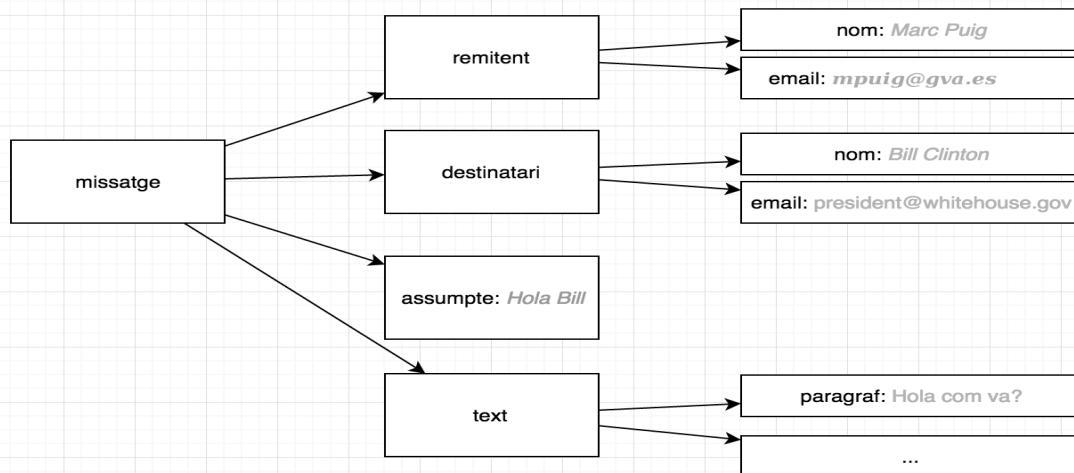 nom: Marc Puig
remitent
email: mpuig@gva.es
missatge
destinatari
nom: Bill Clinton
email: president@whitehouse.gov
assumpte: Hola Bill
text
paragraf: Hola com va?
...